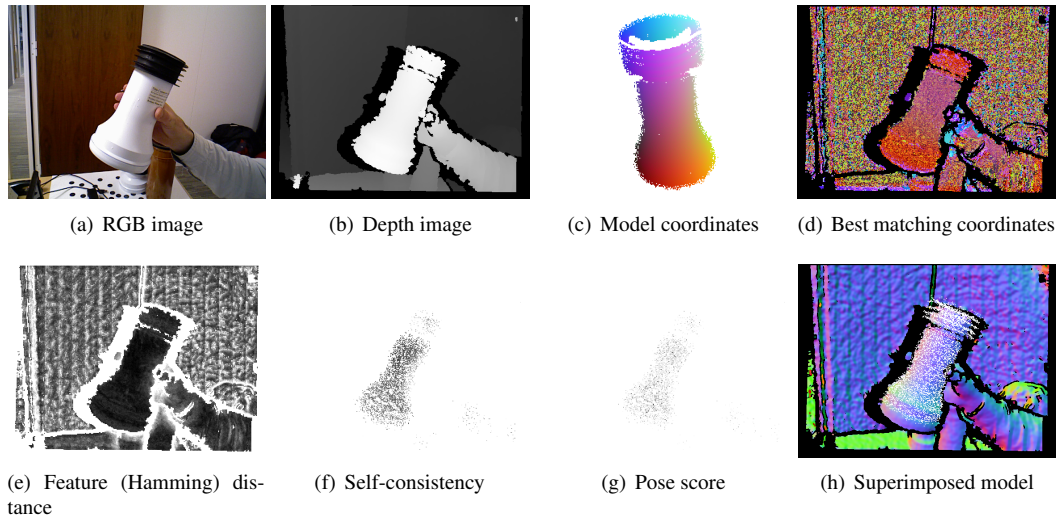 (a) RGB image
(b) Depth image
(c) Model coordinates
(d) Best matching coordinates
(e) Feature (Hamming) dis-
tance
(f) Self-consistency
(g) Pose score
(h) Superimposed model